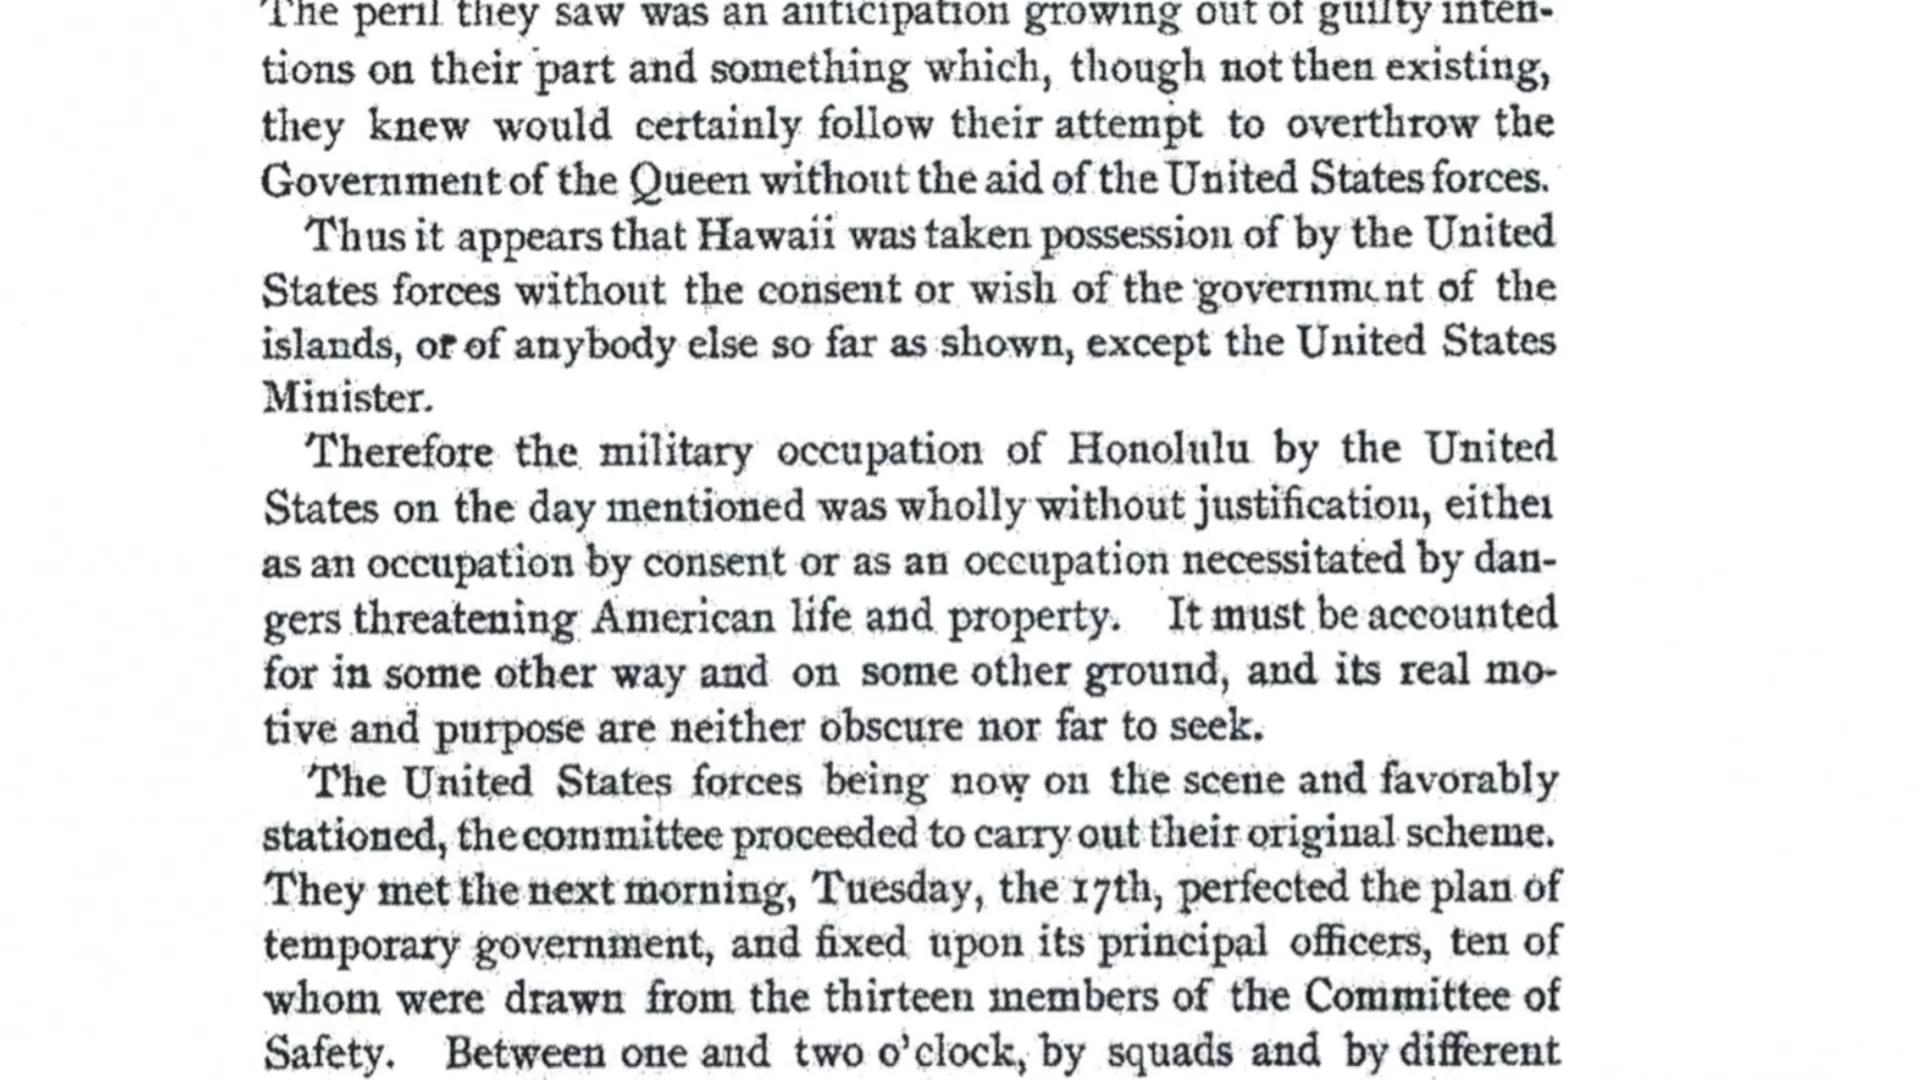 The peril they saw was an anticipation growing out of guilty inten-
tions on their part and something which, though not then existing,
they knew would certainly follow their attempt to overthrow the
Government of the Queen without the aid of the United States forces.
Thus it appears that Hawaii was taken possession of by the United
States forces without the consent or wish of the government of the
islands, or of anybody else so far as shown, except the United States
Minister.
Therefore the military occupation of Honolulu by the United
States on the day mentioned was wholly without justification, either
as an occupation by consent or as an occupation necessitated by dan-
gers threatening American life and property. It must be accounted
for in some other way and on some other ground, and its real mo-
tive and purpose are neither obscure nor far to seek.
The United States forces being now on the scene and favorably
stationed, the committee proceeded to carry out their original scheme.
They met the next morning, Tuesday, the 17th, perfected the plan of
temporary government, and fixed upon its principal officers, ten of
whom were drawn from the thirteen members of the Committee of
Safety. Between one and two o'clock, by squads and by different